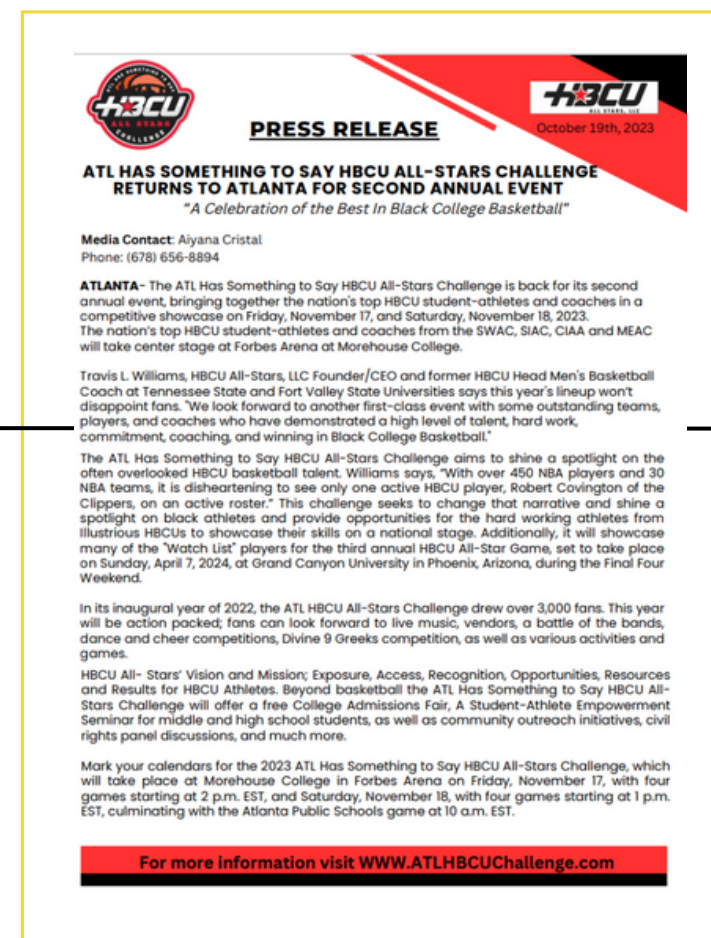 ATL HAS SOMETHING TO SAY
HBCU
ALL STARS
CHALLENGE
HBCU
ALL STARS, LLC
PRESS RELEASE
October 19th, 2023
ATL HAS SOMETHING TO SAY HBCU ALL-STARS CHALLENGE
RETURNS TO ATLANTA FOR SECOND ANNUAL EVENT
"A Celebration of the Best In Black College Basketball"
Media Contact: Aiyana Cristal
Phone: (678) 656-8894
ATLANTA- The ATL Has Something to Say HBCU All-Stars Challenge is back for its second
annual event, bringing together the nation's top HBCU student-athletes and coaches in a
competitive showcase on Friday, November 17, and Saturday, November 18, 2023.
The nation's top HBCU student-athletes and coaches from the SWAC, SIAC, CIAA and MEAC
will take center stage at Forbes Arena at Morehouse College.
Travis L. Williams, HBCU All-Stars, LLC Founder/CEO and former HBCU Head Men's Basketball
Coach at Tennessee State and Fort Valley State Universities says this year's lineup won't
disappoint fans. "We look forward to another first-class event with some outstanding teams,
players, and coaches who have demonstrated a high level of talent, hard work,
commitment, coaching, and winning in Black College Basketball."
The ATL Has Something to Say HBCU All-Stars Challenge aims to shine a spotlight on the
often overlooked HBCU basketball talent. Williams says, "With over 450 NBA players and 30
NBA teams, it is disheartening to see only one active HBCU player, Robert Covington of the
Clippers, on an active roster." This challenge seeks to change that narrative and shine a
spotlight on black athletes and provide opportunities for the hard working athletes from
Illustrious HBCUs to showcase their skills on a national stage. Additionally, it will showcase
many of the "Watch List" players for the third annual HBCU All-Star Game, set to take place
on Sunday, April 7, 2024, at Grand Canyon University in Phoenix, Arizona, during the Final Four
Weekend.
In its inaugural year of 2022, the ATL HBCU All-Stars Challenge drew over 3,000 fans. This year
will be action packed; fans can look forward to live music, vendors, a battle of the bands,
dance and cheer competitions, Divine 9 Greeks competition, as well as various activities and
games.
HBCU All- Stars' Vision and Mission; Exposure, Access, Recognition, Opportunities, Resources
and Results for HBCU Athletes. Beyond basketball the ATL Has Something to Say HBCU All-
Stars Challenge will offer a free College Admissions Fair, A Student-Athlete Empowerment
Seminar for middle and high school students, as well as community outreach initiatives, civil
rights panel discussions, and much more.
Mark your calendars for the 2023 ATL Has Something to Say HBCU All-Stars Challenge, which
will take place at Morehouse College in Forbes Arena on Friday, November 17, with four
games starting at 2 p.m. EST, and Saturday, November 18, with four games starting at 1 p.m.
EST, culminating with the Atlanta Public Schools game at 10 a.m. EST.
For more information visit WWW.ATLHBCUChallenge.com